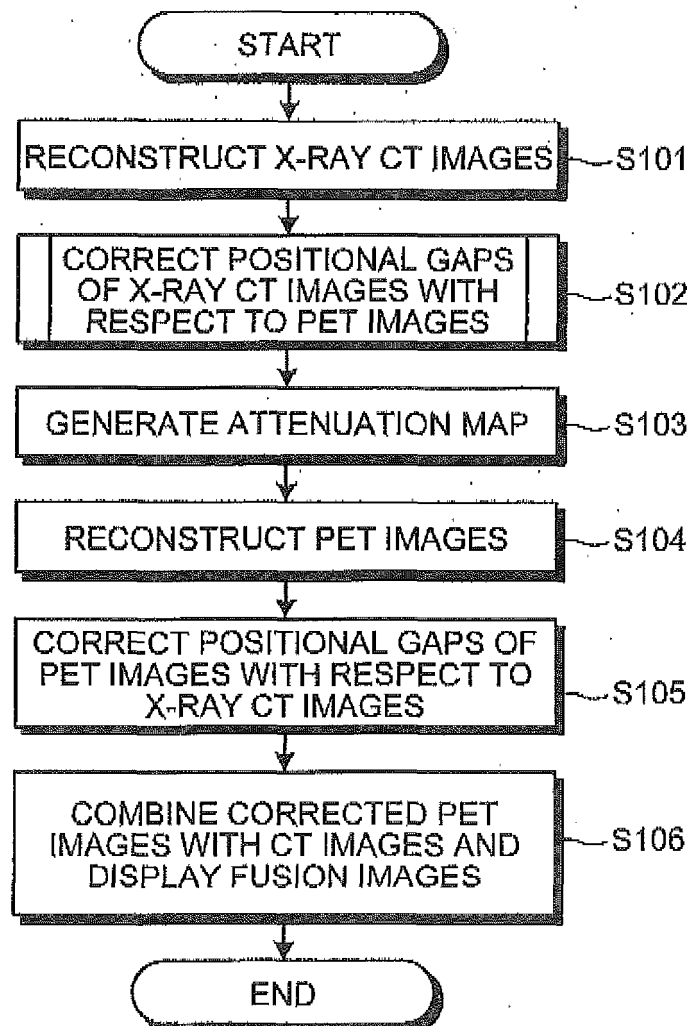 START
RECONSTRUCT X-RAY CT IMAGES
S101
CORRECT POSITIONAL GAPS
OF X-RAY CT IMAGES WITH
RESPECT TO PET IMAGES
S102
GENERATE ATTENUATION MAP
S103
RECONSTRUCT PET IMAGES
S104
CORRECT POSITIONAL GAPS OF
PET IMAGES WITH RESPECT TO
X-RAY CT IMAGES
S105
COMBINE CORRECTED PET
IMAGES WITH CT IMAGES AND
DISPLAY FUSION IMAGES
S106
END